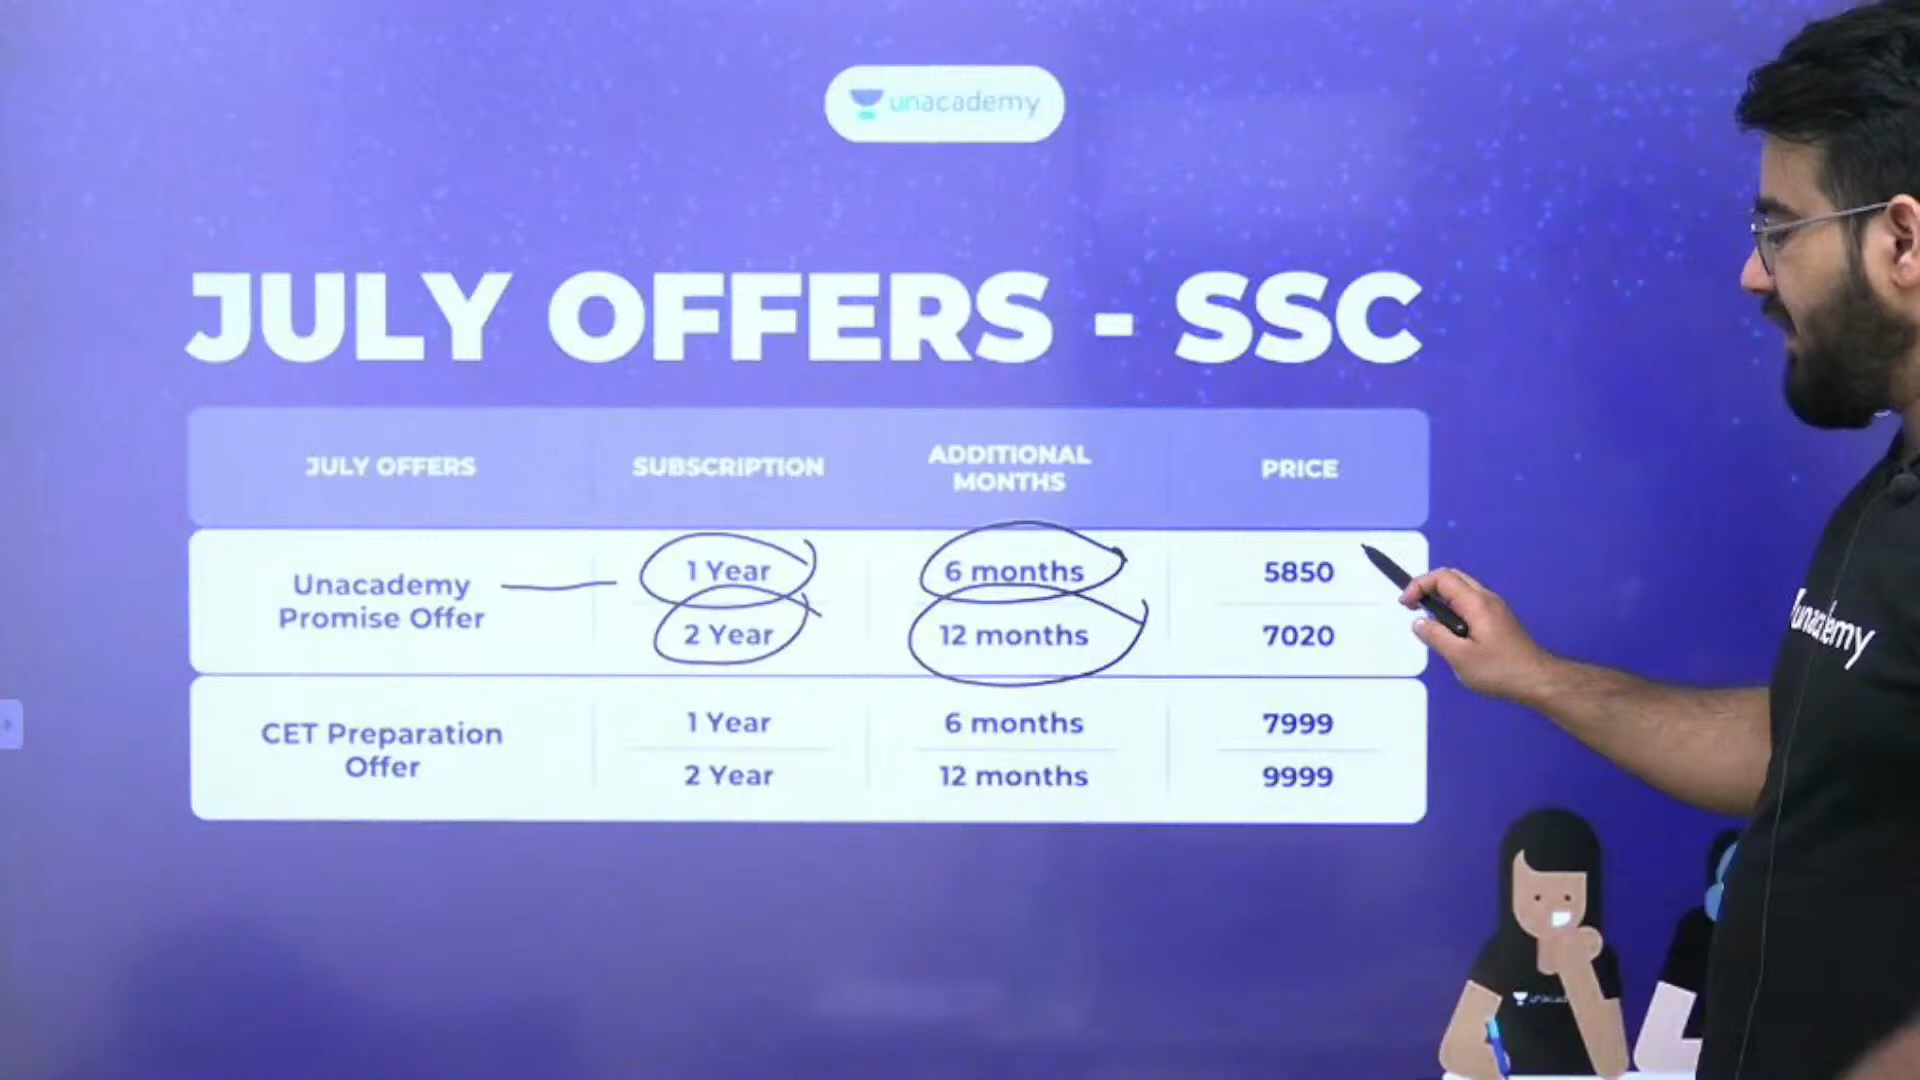 unacademy
JULY OFFERS - SSC
JULY OFFERS
SUBSCRIPTION
ADDITIONAL
MONTHS
PRICE
Unacademy
Promise Offer
1 Year
6 months
5850
2 Year
12 months
7020
CET Preparation
Offer
1 Year
6 months
7999
2 Year
12 months
9999
unacademy